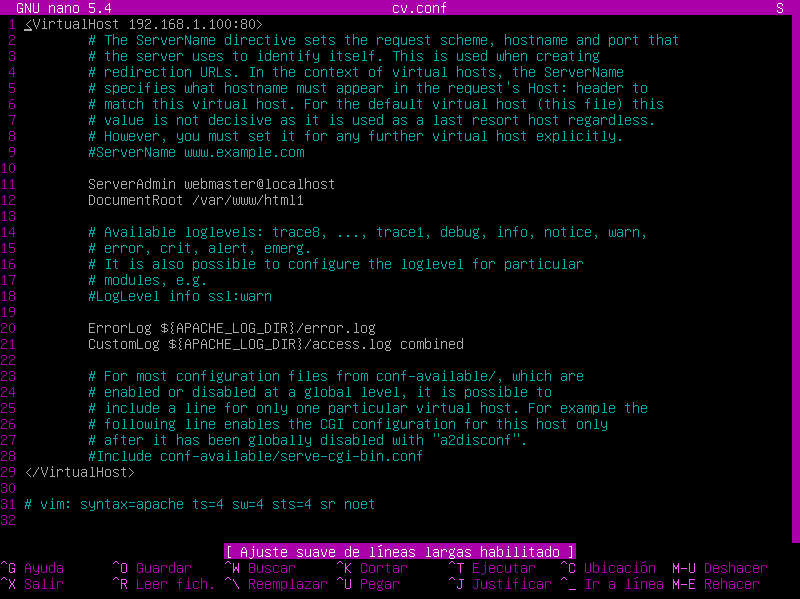 GNU nano 5.4 cv.conf S
1 <VirtualHost 192.168.1.100:80>
2 # The ServerName directive sets the request scheme, hostname and port that
3 # the server uses to identify itself. This is used when creating
4 # redirection URLs. In the context of virtual hosts, the ServerName
5 # specifies what hostname must appear in the request's Host: header to
6 # match this virtual host. For the default virtual host (this file) this
7 # value is not decisive as it is used as a last resort host regardless.
8 # However, you must set it for any further virtual host explicitly.
9 #ServerName www.example.com
10
11 ServerAdmin webmaster@localhost
12 DocumentRoot /var/www/html1
13
14 # Available loglevels: trace8, ..., trace1, debug, info, notice, warn,
15 # error, crit, alert, emerg.
16 # It is also possible to configure the loglevel for particular
17 # modules, e.g.
18 #LogLevel info ssl:warn
19
20 ErrorLog ${APACHE_LOG_DIR}/error.log
21 CustomLog ${APACHE_LOG_DIR}/access.log combined
22
23 # For most configuration files from conf-available/, which are
24 # enabled or disabled at a global level, it is possible to
25 # include a line for only one particular virtual host. For example the
26 # following line enables the CGI configuration for this host only
27 # after it has been globally disabled with "a2disconf".
28 #Include conf-available/serve-cgi-bin.conf
29 </VirtualHost>
30
31 # vim: syntax=apache ts=4 sw=4 sts=4 sr noet
32
[ Ajuste suave de líneas largas habilitado ]
^G Ayuda ^O Guardar ^W Buscar ^K Cortar ^T Ejecutar ^C Ubicación M-U Deshacer
^X Salir ^R Leer fich. ^\ Reemplazar ^U Pegar ^J Justificar ^_ Ir a línea M-E Rehacer